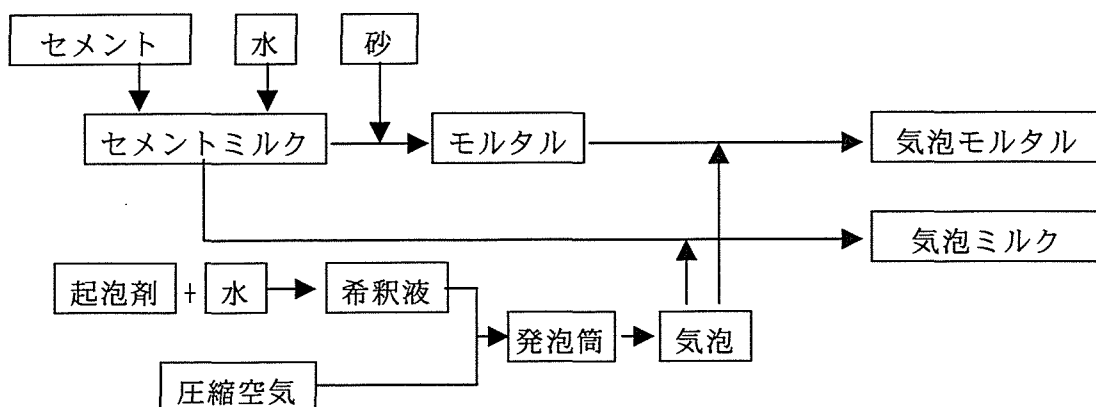 セメント
水
砂
セメントミルク
モルタル
気泡モルタル
気泡ミルク
起泡剤 + 水
希釈液
発泡筒
気泡
圧縮空気